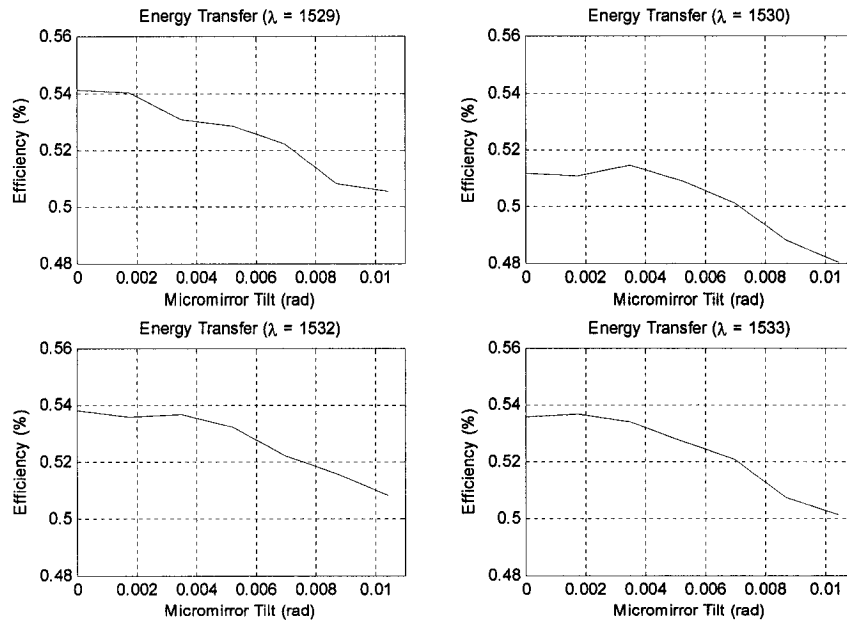 Energy Transfer (λ = 1529)
0.56
0.54
0.52
0.5
0.48
Efficiency (%)
0 0.002 0.004 0.006 0.008 0.01
Micromirror Tilt (rad)
Energy Transfer (λ = 1530)
0.56
0.54
0.52
0.5
0.48
Efficiency (%)
0 0.002 0.004 0.006 0.008 0.01
Micromirror Tilt (rad)
Energy Transfer (λ = 1532)
0.56
0.54
0.52
0.5
0.48
Efficiency (%)
0 0.002 0.004 0.006 0.008 0.01
Micromirror Tilt (rad)
Energy Transfer (λ = 1533)
0.56
0.54
0.52
0.5
0.48
Efficiency (%)
0 0.002 0.004 0.006 0.008 0.01
Micromirror Tilt (rad)